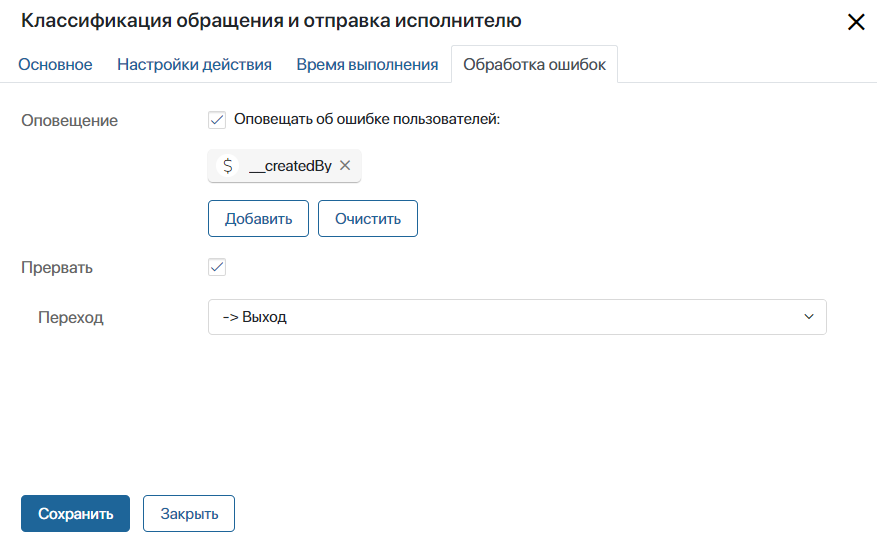 Классификация обращения и отправка исполнителю
Основное Настройки действия Время выполнения Обработка ошибок
Оповещение Оповещать об ошибке пользователей:
$ __createdBy
Добавить Очистить
Прервать
Переход -> Выход
Сохранить Закрыть